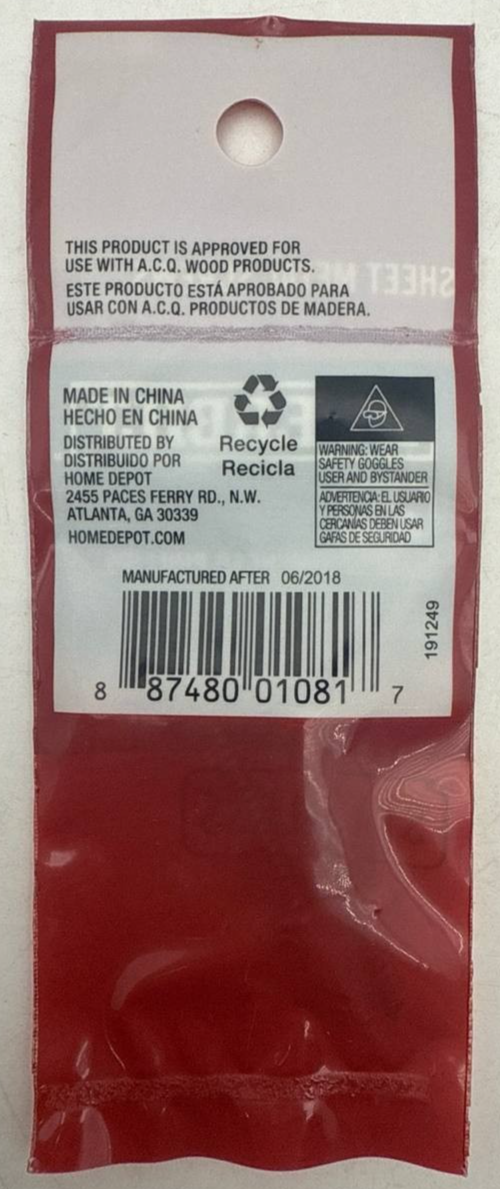 THIS PRODUCT IS APPROVED FOR
USE WITH A.C.Q. WOOD PRODUCTS.
ESTE PRODUCTO ESTÁ APROBADO PARA
USAR CON A.C.Q. PRODUCTOS DE MADERA.
SHEET ME
MADE IN CHINA
HECHO EN CHINA
DISTRIBUTED BY
DISTRIBUIDO POR
HOME DEPOT
2455 PACES FERRY RD., N.W.
ATLANTA, GA 30339
HOMEDEPOT.COM
Recycle
Recicla
WARNING: WEAR
SAFETY GOGGLES
USER AND BYSTANDER
ADVERTENCIA: EL USUARIO
Y PERSONAS EN LAS
CERCANÍAS DEBEN USAR
GAFAS DE SEGURIDAD
MANUFACTURED AFTER 06/2018
8 87480 01081 7
191249